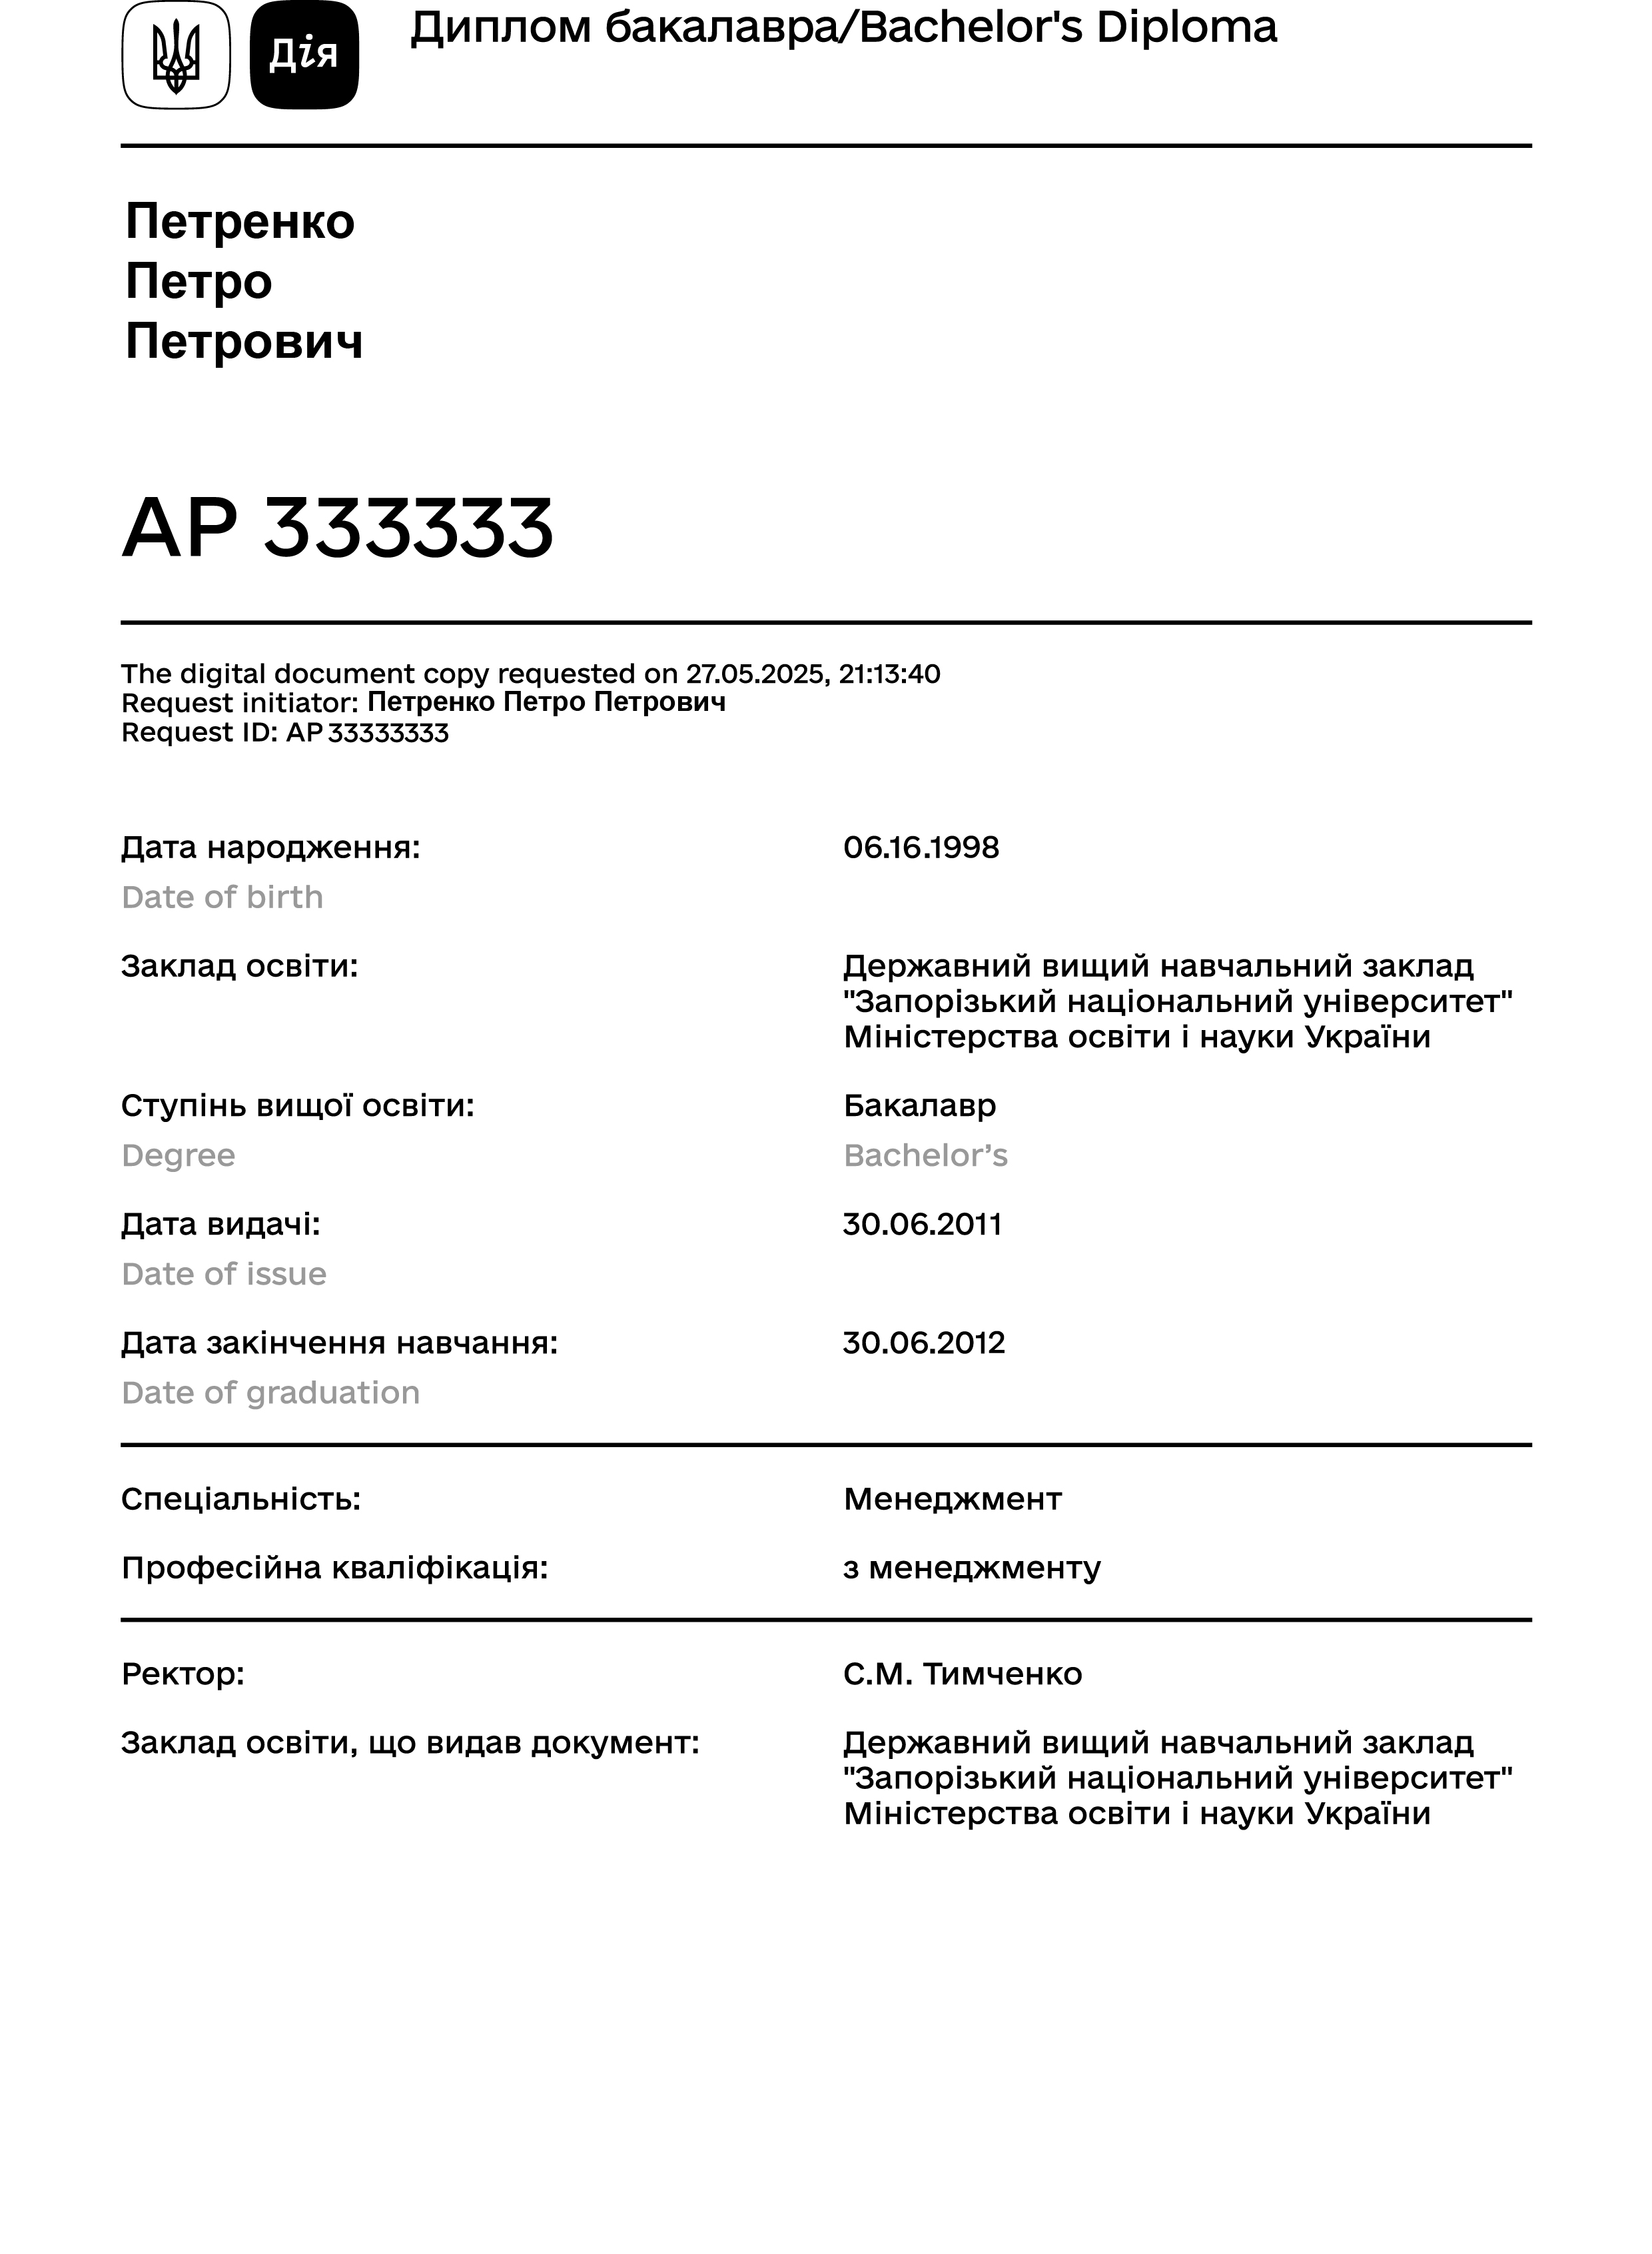 Дія
Диплом бакалавра/Bachelor's Diploma
Петренко
Петро
Петрович
АР 333333
The digital document copy requested on 27.05.2025, 21:13:40
Request initiator: Петренко Петро Петрович
Request ID: AP 33333333
Дата народження: 06.16.1998
Date of birth
Заклад освіти: Державний вищий навчальний заклад
"Запорізький національний університет"
Міністерства освіти і науки України
Ступінь вищої освіти: Бакалавр
Degree Bachelor’s
Дата видачі: 30.06.2011
Date of issue
Дата закінчення навчання: 30.06.2012
Date of graduation
Спеціальність: Менеджмент
Професійна кваліфікація: з менеджменту
Ректор: С.М. Тимченко
Заклад освіти, що видав документ: Державний вищий навчальний заклад
"Запорізький національний університет"
Міністерства освіти і науки України